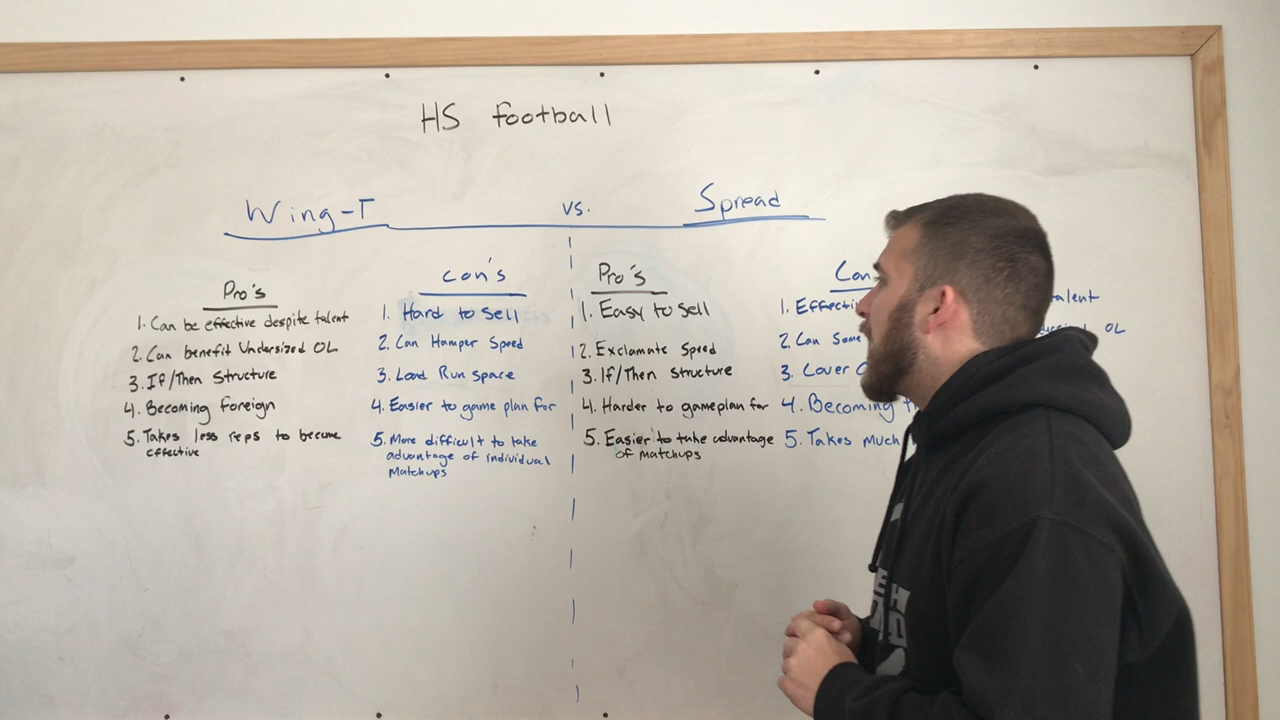 HS football
Wing-T vs. Spread
Pro's
1. Can be effective despite talent
2. Can benefit Undersized OL
3. If/Then Structure
4. Becoming Foreign
5. Takes less reps to become
effective
Con's
1. Hard to Sell
2. Can Hamper Speed
3. Load Run Space
4. Easier to game plan for
5. More difficult to take
advantage of individual
Matchups
Pro's
1. Easy to Sell
2. Exclamate Speed
3. If/Then Structure
4. Harder to gameplan for
5. Easier to take advantage
of matchups
Con
1. Effectiv talent
2. Can Some OL
3. Cover
4. Becoming
5. Takes Much